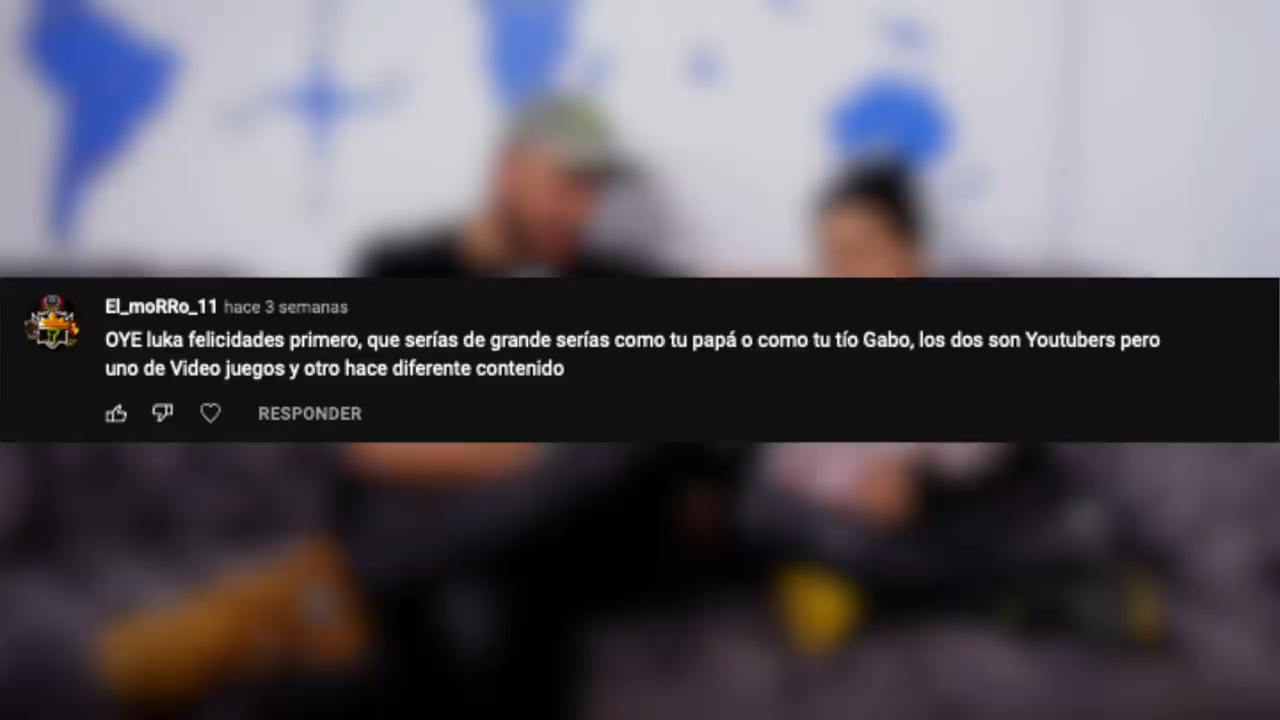 El_moRRo_11 hace 3 semanas
OYE luka felicidades primero, que serías de grande serías como tu papá o como tu tío Gabo, los dos son Youtubers pero
uno de Video juegos y otro hace diferente contenido
RESPONDER